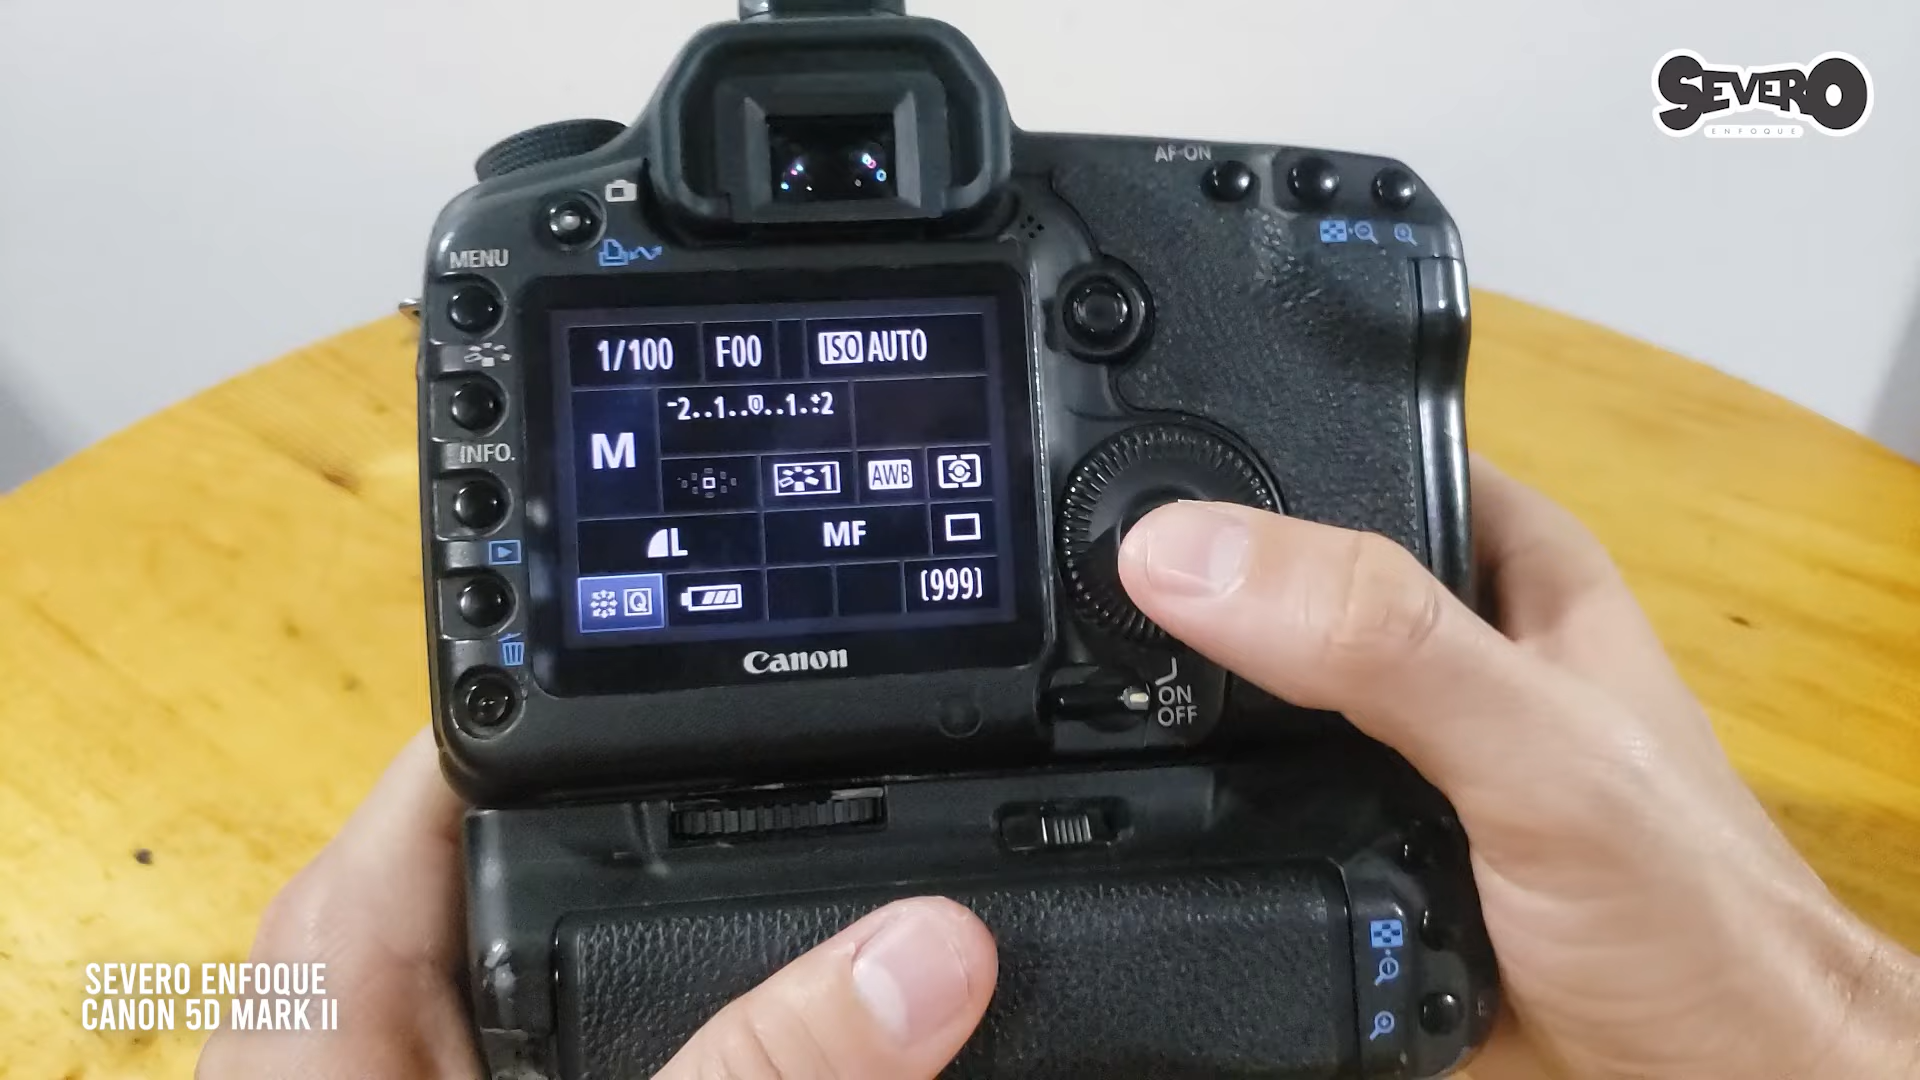 SEVERO
ENFOQUE
AF-ON
MENU
1/100 F00 ISO AUTO
-2..1..0..1.:+2
M
1 AWB
L MF
Q (999)
INFO.
Canon
ON
OFF
SEVERO ENFOQUE
CANON 5D MARK II